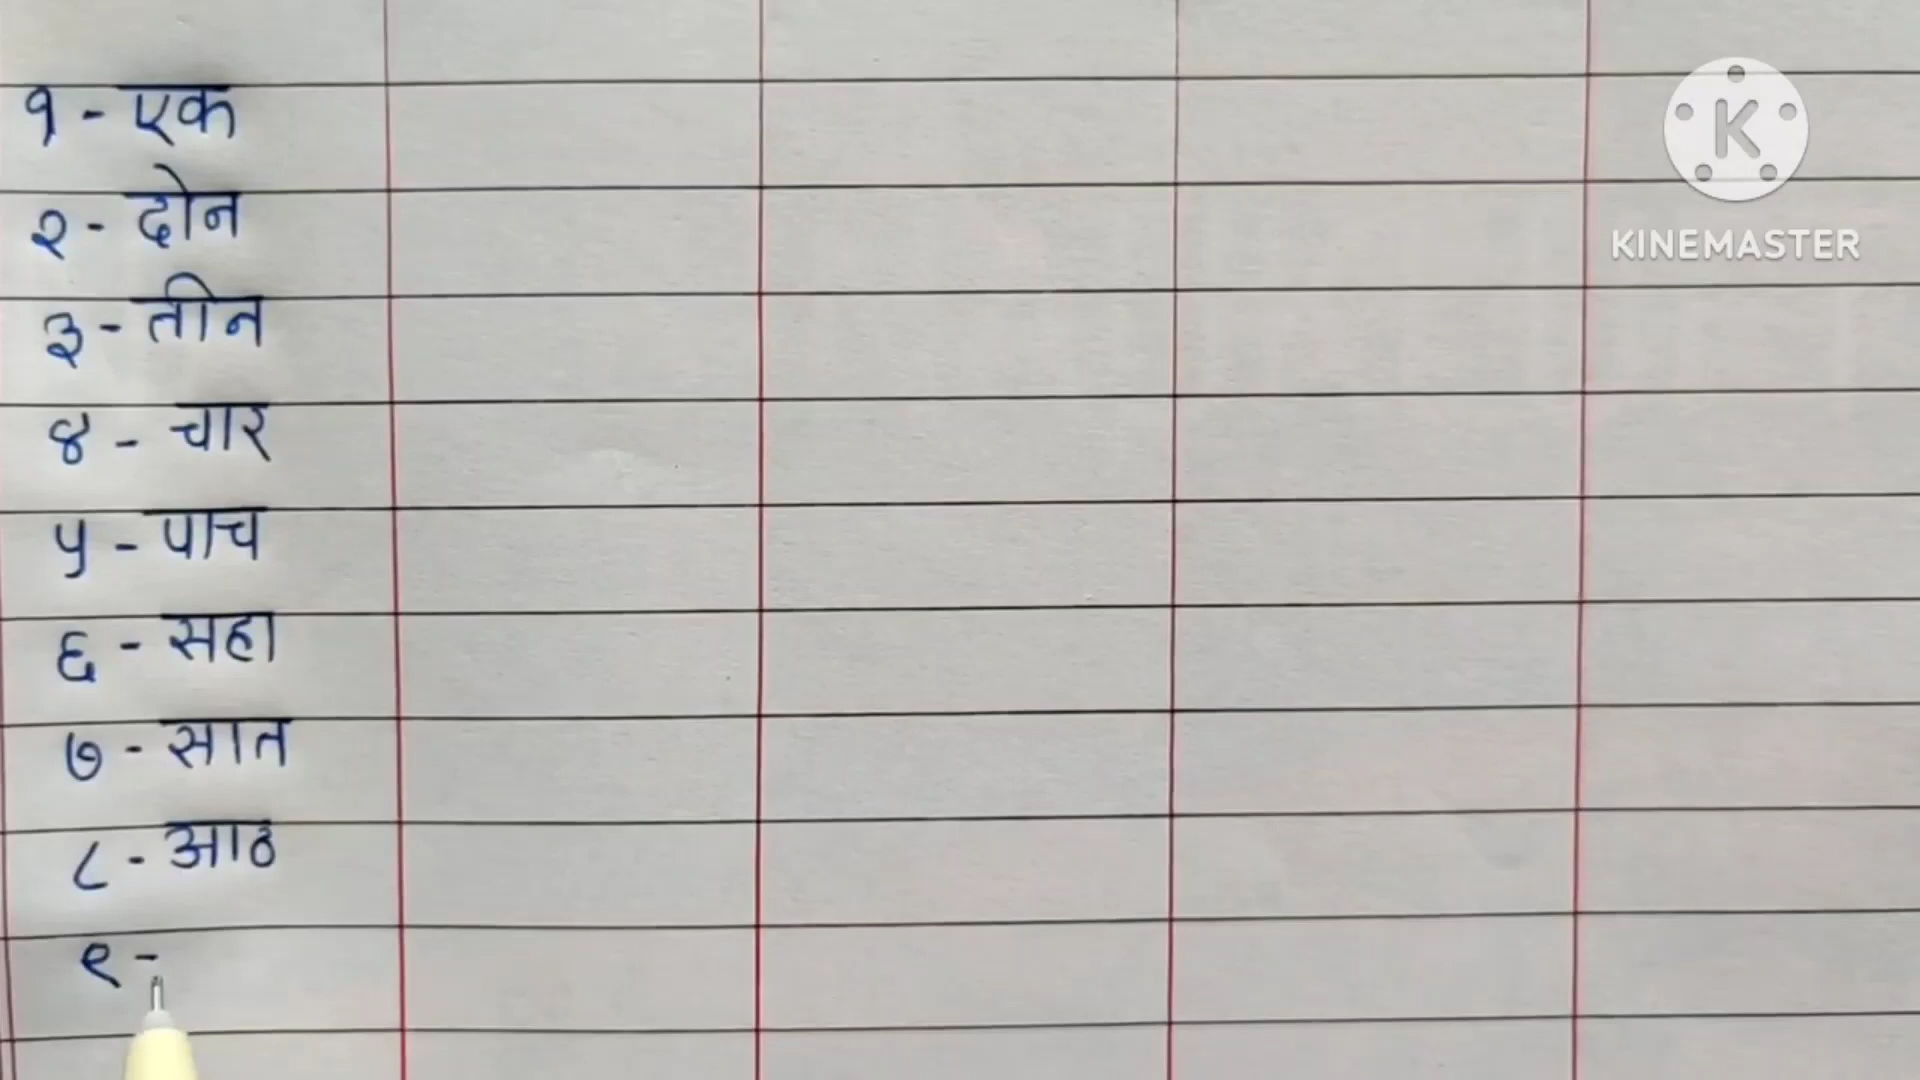 १ - एक
२ - दोन
३ - तीन
४ - चार
५ - पाच
६ - सहा
७ - सात
८ - आठ
९ -
K
KINEMASTER